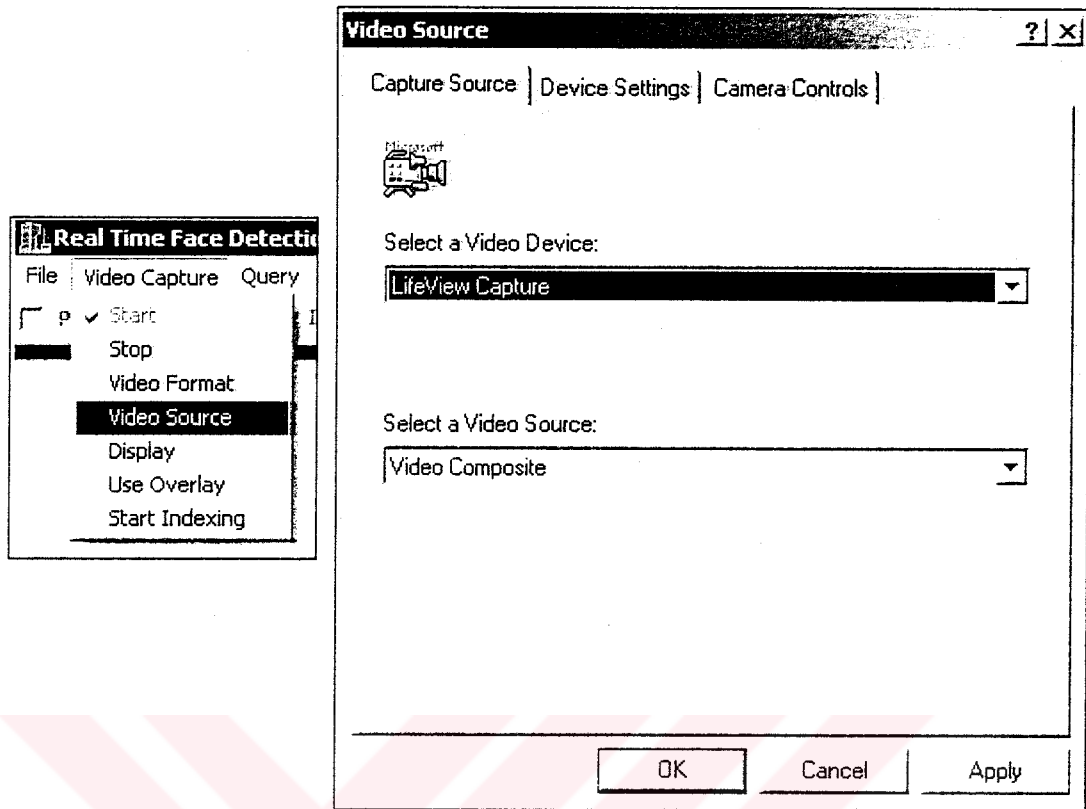 Real Time Face Detectio
File Video Capture Query
P
Start
I
Stop
Video Format
Video Source
Display
Use Overlay
Start Indexing
Video Source
Capture Source
Device Settings
Camera Controls
Microsoft
Select a Video Device:
LifeView Capture
Select a Video Source:
Video Composite
OK
Cancel
Apply